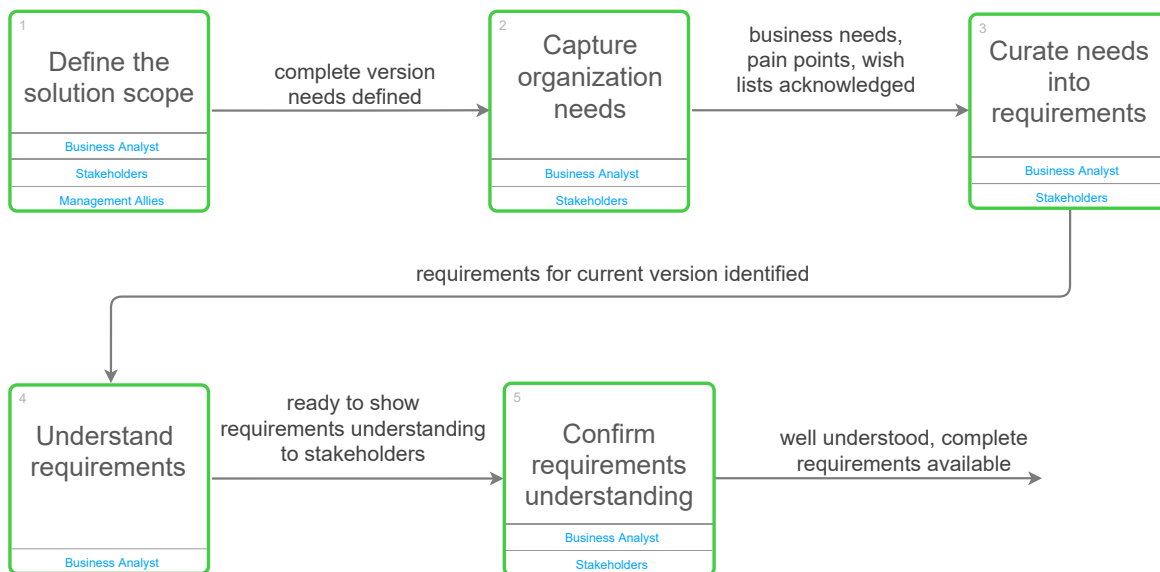 1
Define the
solution scope
Business Analyst
Stakeholders
Management Allies
complete version
needs defined
2
Capture
organization
needs
Business Analyst
Stakeholders
business needs,
pain points, wish
lists acknowledged
3
Curate needs
into
requirements
Business Analyst
Stakeholders
requirements for current version identified
4
Understand
requirements
Business Analyst
ready to show
requirements understanding
to stakeholders
5
Confirm
requirements
understanding
Business Analyst
Stakeholders
well understood, complete
requirements available